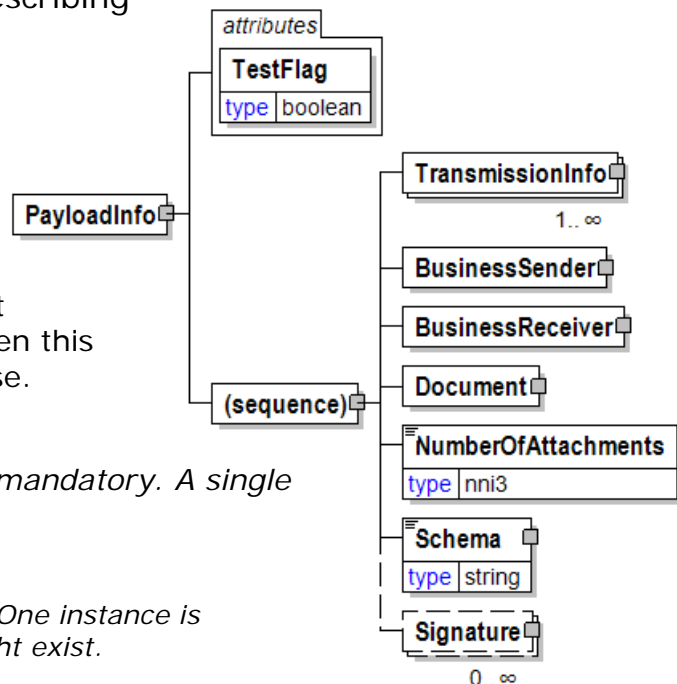 escribing
attributes
TestFlag
type boolean
TransmissionInfo
1.. ∞
PayloadInfo
BusinessSender
t
en this
BusinessReceiver
se.
Document
(sequence)
NumberOfAttachments
type nni3
mandatory. A single
Schema
type string
One instance is
ht exist.
Signature
0.. ∞